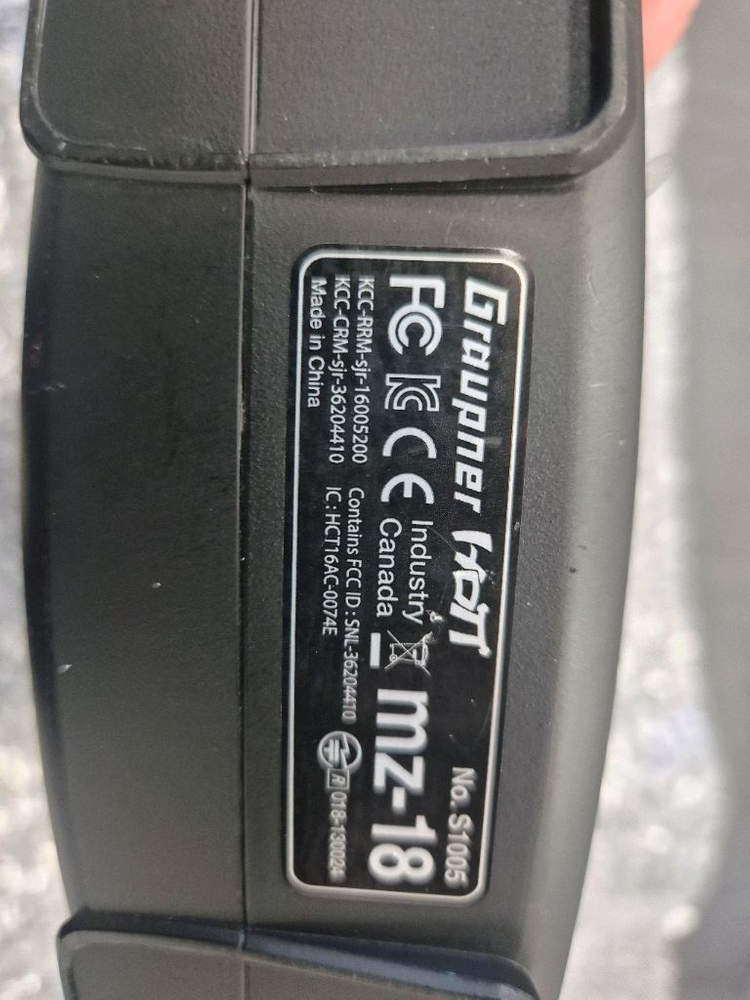 Graupner HOTT No. S1005
FC CE Industry Canada mz-18
KCC-RRM-sjr-16005200 Contains FCC ID : SNL-36204410
KCC-CRM-sjr-36204410 IC : HCT16AC-0074E
R 018-130024
Made in China